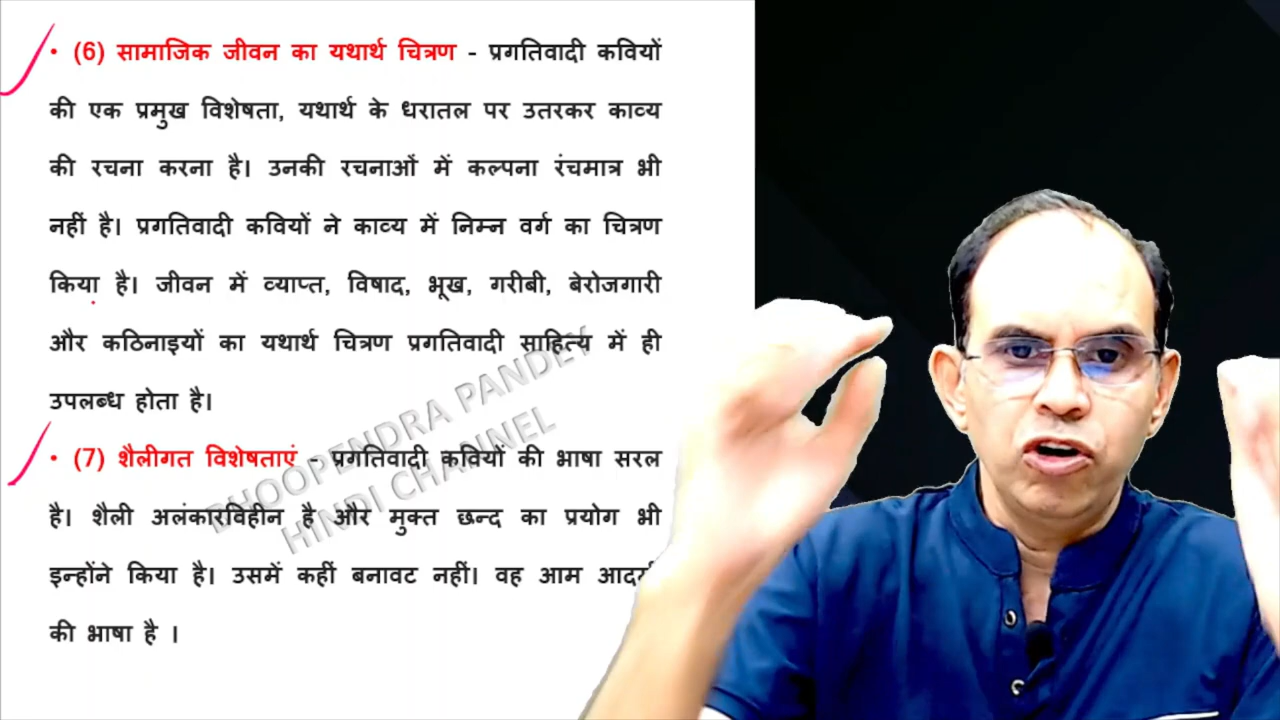 • (6) सामाजिक जीवन का यथार्थ चित्रण - प्रगतिवादी कवियों
की एक प्रमुख विशेषता, यथार्थ के धरातल पर उतरकर काव्य
की रचना करना है। उनकी रचनाओं में कल्पना रंचमात्र भी
नहीं है। प्रगतिवादी कवियों ने काव्य में निम्न वर्ग का चित्रण
किया है। जीवन में व्याप्त, विषाद, भूख, गरीबी, बेरोजगारी
और कठिनाइयों का यथार्थ चित्रण प्रगतिवादी साहित्य में ही
उपलब्ध होता है।
• (7) शैलीगत विशेषताएं - प्रगतिवादी कवियों की भाषा सरल
है। शैली अलंकारविहीन है और मुक्त छन्द का प्रयोग भी
इन्होंने किया है। उसमें कहीं बनावट नहीं। वह आम
की भाषा है ।
BHOOPENDRA PANDEY
HINDI CHANNEL